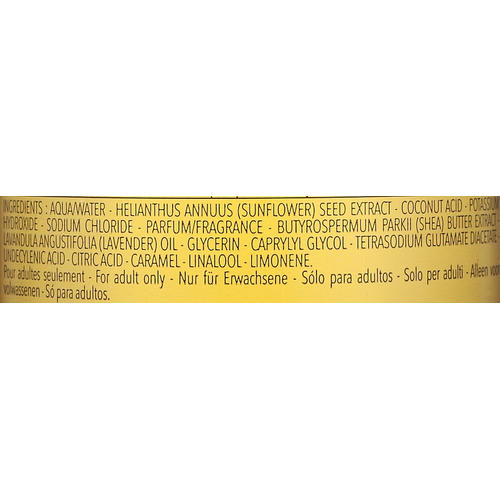 INGREDIENTS : AQUA/WATER - HELIANTHUS ANNUUS (SUNFLOWER) SEED EXTRACT - COCONUT ACID - POTASSIU
HYDROXIDE - SODIUM CHLORIDE - PARFUM/FRAGRANCE - BUTYROSPERMUM PARKII (SHEA) BUTTER EXTRACT
LAVANDULA ANGUSTIFOLIA (LAVENDER) OIL - GLYCERIN - CAPRYLYL GLYCOL - TETRASODIUM GLUTAMATE DIACETATE -
UNDECYLENIC ACID - CITRIC ACID - CARAMEL - LINALOOL - LIMONENE.
Pour adultes seulement - For adult only - Nur für Erwachsene - Sólo para adultos - Solo per adulti - Alleen voor
volwassenen - Só para adultos.